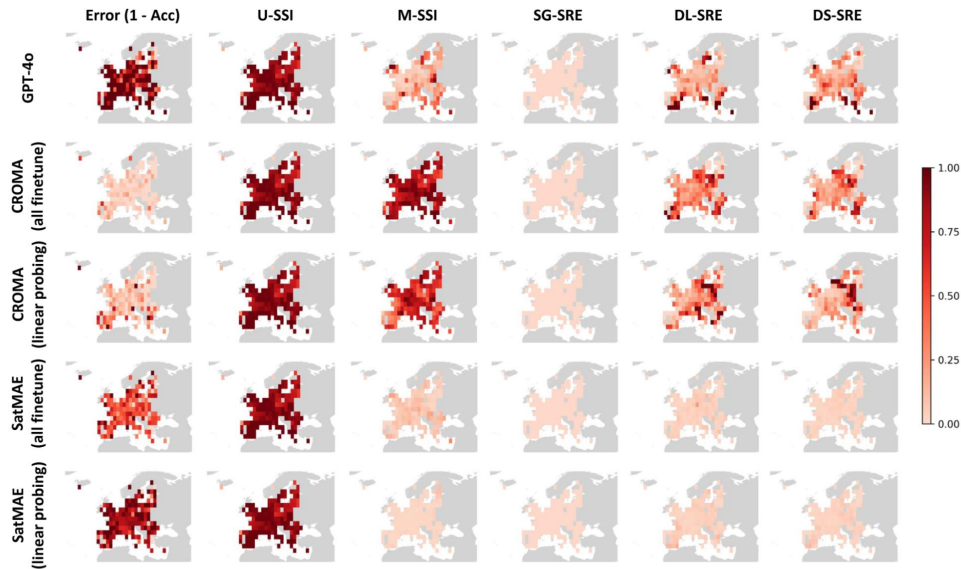 Error (1 - Acc) U-SSI M-SSI SG-SRE DL-SRE DS-SRE
GPT-4o
CROMA
(all finetune)
CROMA
(linear probing)
SatMAE
(all finetune)
SatMAE
(linear probing)
1.00
0.75
0.50
0.25
0.00